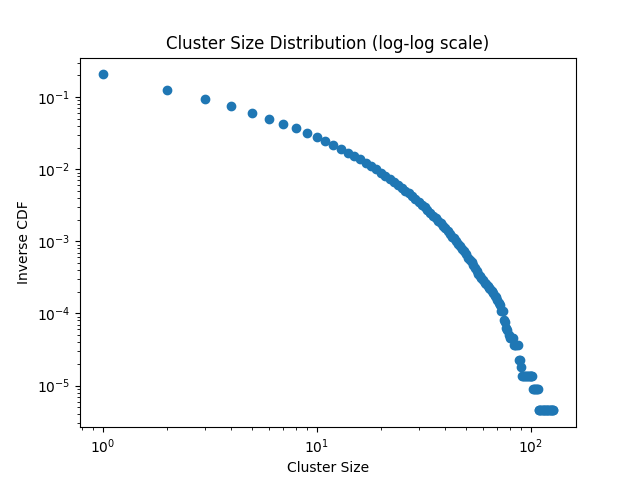 Cluster Size Distribution (log-log scale)
Inverse CDF
10⁻¹
10⁻²
10⁻³
10⁻⁴
10⁻⁵
10⁰ 10¹ 10²
Cluster Size